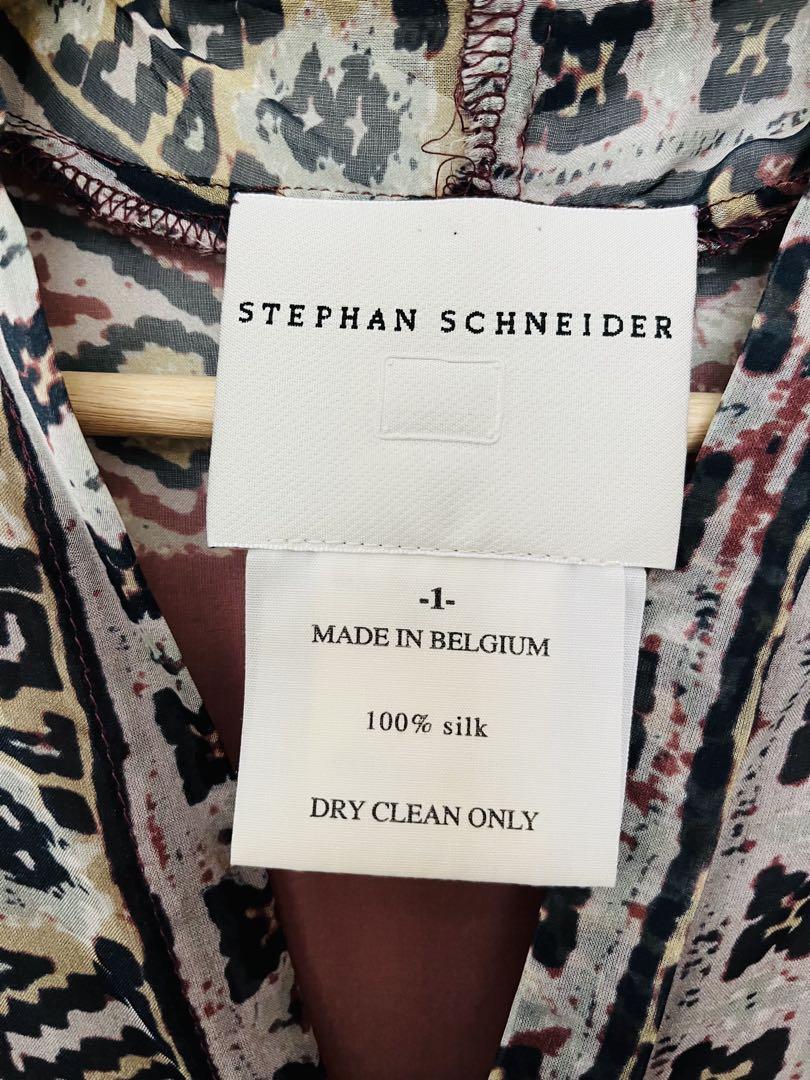 STEPHAN SCHNEIDER
-1-
MADE IN BELGIUM
100% silk
DRY CLEAN ONLY